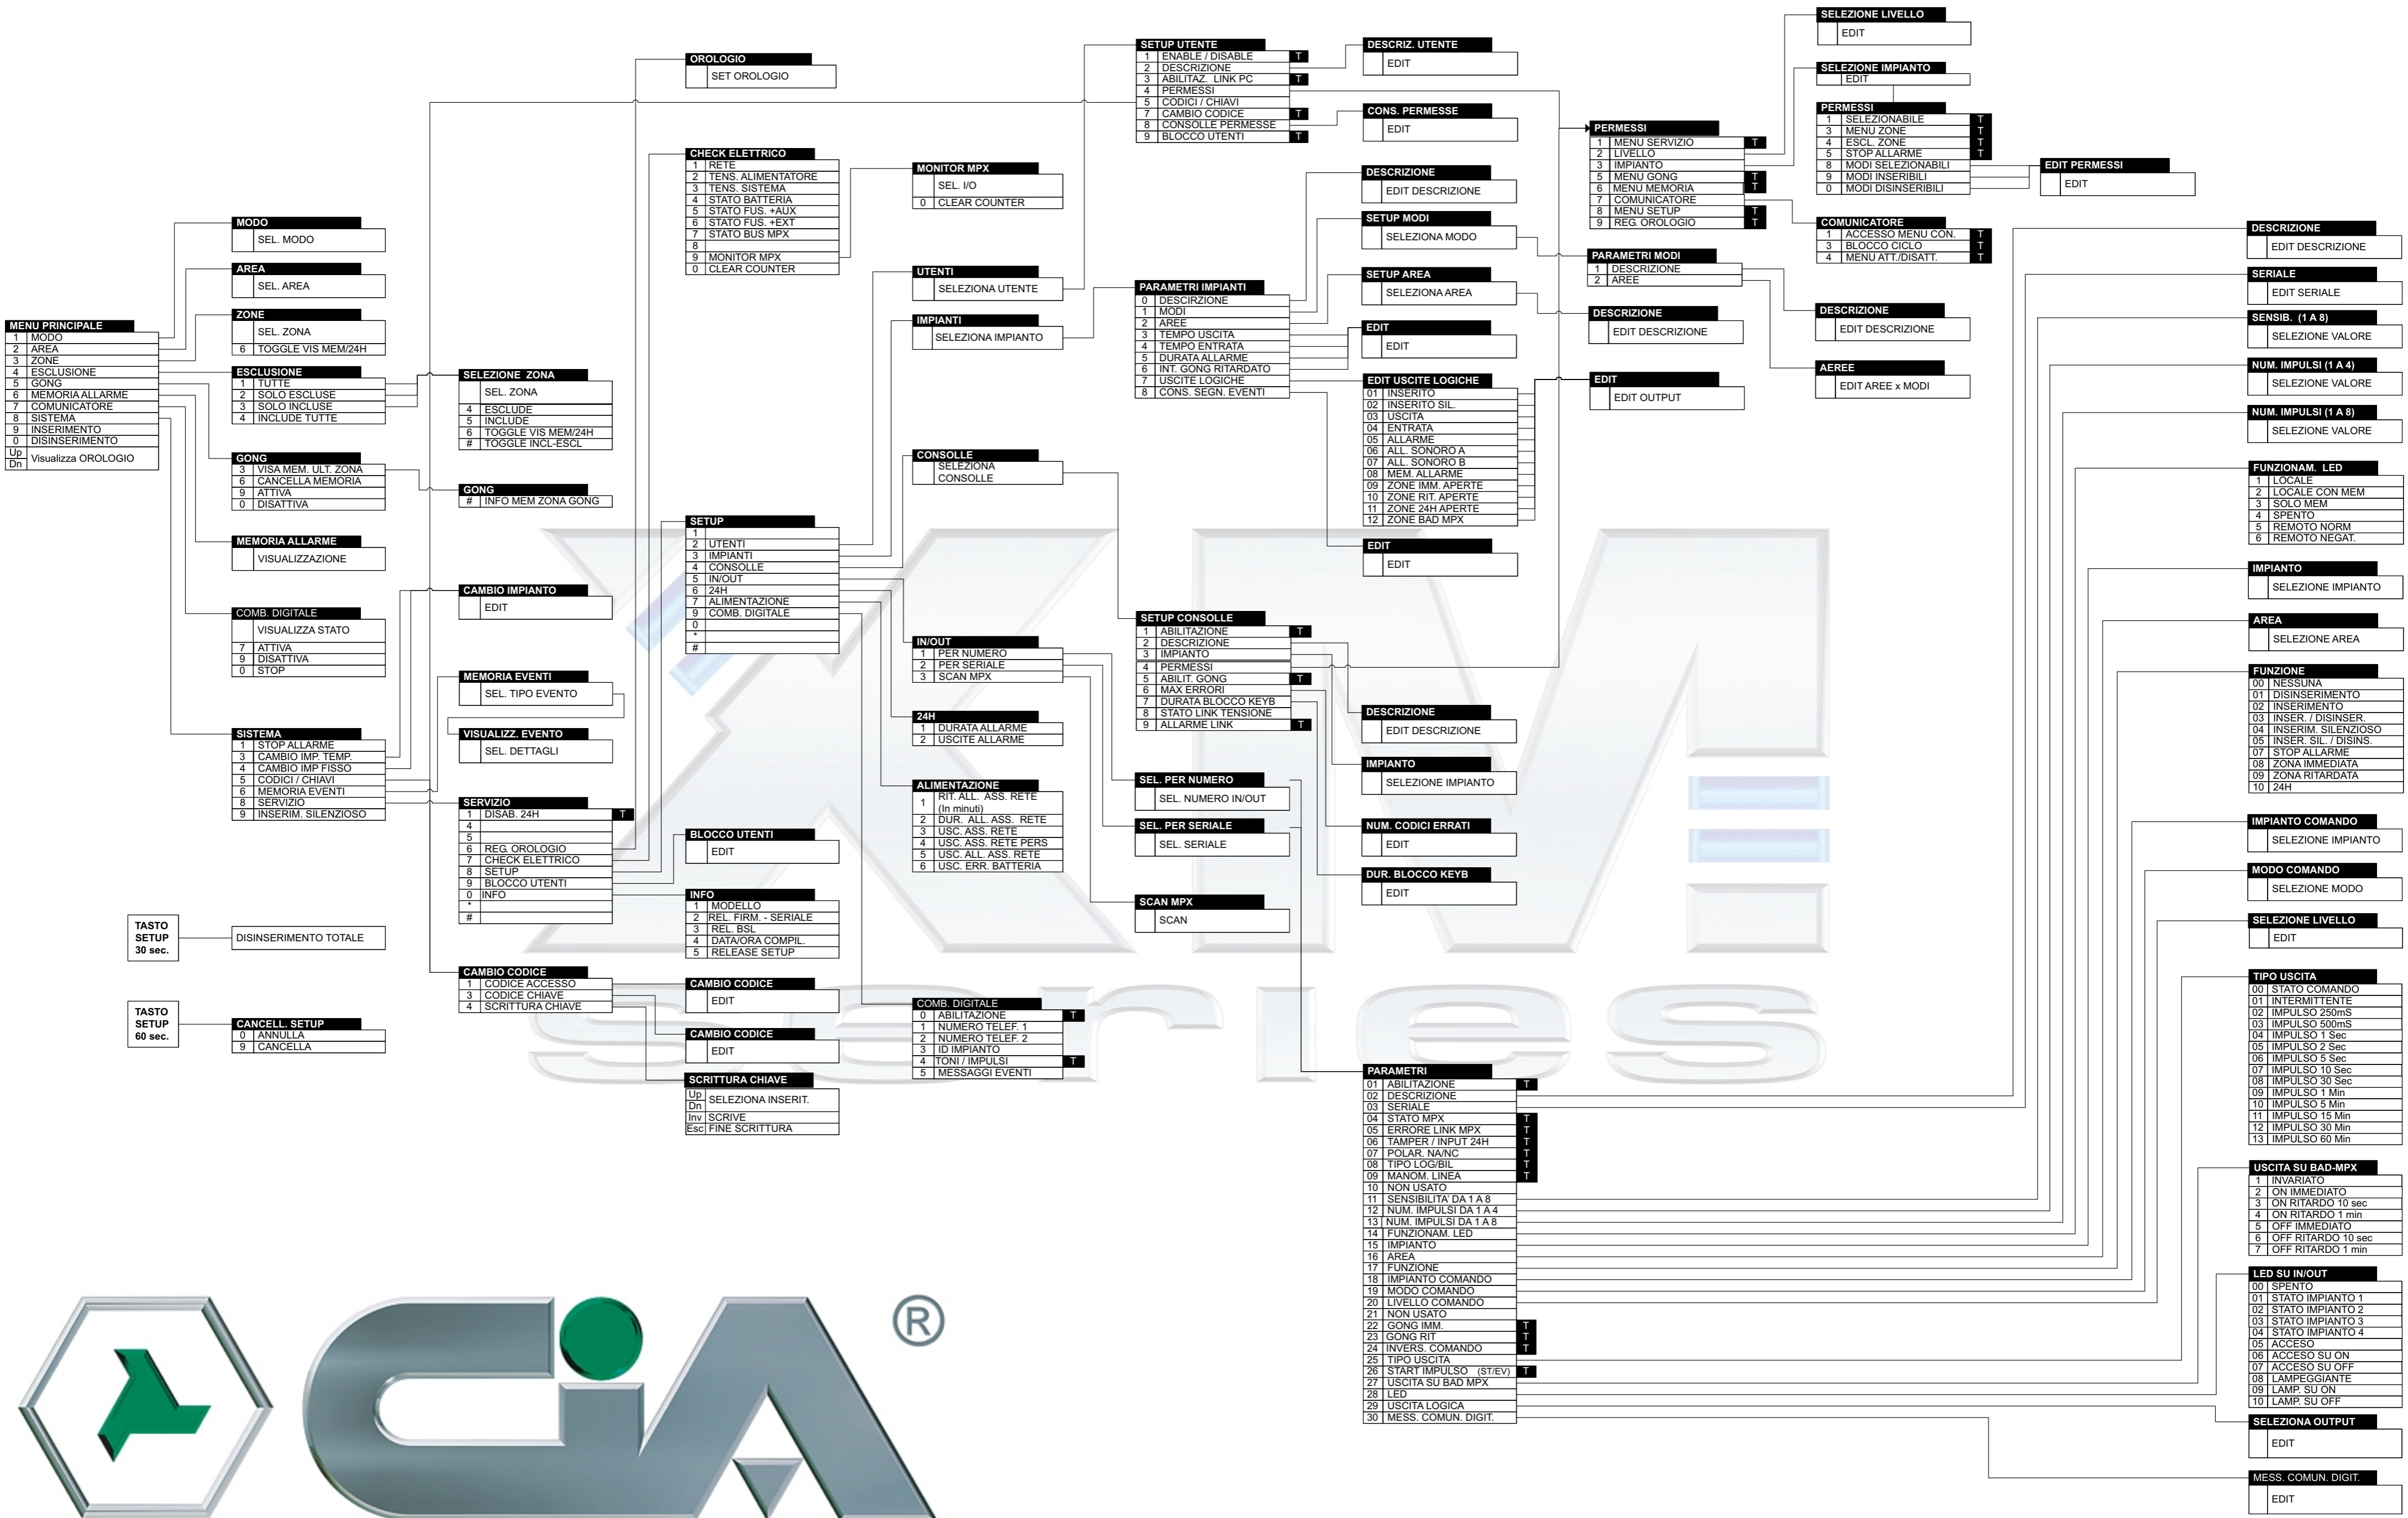 MENU PRINCIPALE
1 MODO
2 AREA
3 ZONE
4 ESCLUSIONE
5 GONG
6 MEMORIA ALLARME
7 COMUNICATORE
8 SISTEMA
9 INSERIMENTO
0 DISINSERIMENTO
Up
Dn Visualizza OROLOGIO
TASTO
SETUP
30 sec.
DISINSERIMENTO TOTALE
TASTO
SETUP
60 sec.
CANCELL. SETUP
0 ANNULLA
9 CANCELLA
MODO
SEL. MODO
AREA
SEL. AREA
ZONE
SEL. ZONA
6 TOGGLE VIS MEM/24H
ESCLUSIONE
1 TUTTE
2 SOLO ESCLUSE
3 SOLO INCLUSE
4 INCLUDE TUTTE
GONG
3 VISA MEM. ULT. ZONA
6 CANCELLA MEMORIA
9 ATTIVA
0 DISATTIVA
MEMORIA ALLARME
VISUALIZZAZIONE
COMB. DIGITALE
VISUALIZZA STATO
7 ATTIVA
9 DISATTIVA
0 STOP
SISTEMA
1 STOP ALLARME
3 CAMBIO IMP. TEMP.
4 CAMBIO IMP FISSO
5 CODICI / CHIAVI
6 MEMORIA EVENTI
8 SERVIZIO
9 INSERIM. SILENZIOSO
SELEZIONE ZONA
SEL. ZONA
4 ESCLUDE
5 INCLUDE
6 TOGGLE VIS MEM/24H
# TOGGLE INCL-ESCL
GONG
# INFO MEM ZONA GONG
CAMBIO IMPIANTO
EDIT
MEMORIA EVENTI
SEL. TIPO EVENTO
VISUALIZZ. EVENTO
SEL. DETTAGLI
SERVIZIO
1 DISAB. 24H T
4
5
6 REG. OROLOGIO
7 CHECK ELETTRICO
8 SETUP
9 BLOCCO UTENTI
0 INFO
*
#
CAMBIO CODICE
1 CODICE ACCESSO
3 CODICE CHIAVE
4 SCRITTURA CHIAVE
OROLOGIO
SET OROLOGIO
CHECK ELETTRICO
1 RETE
2 TENS. ALIMENTATORE
3 TENS. SISTEMA
4 STATO BATTERIA
5 STATO FUS. +AUX
6 STATO FUS. +EXT
7 STATO BUS MPX
8
9 MONITOR MPX
0 CLEAR COUNTER
SETUP
1
2 UTENTI
3 IMPIANTI
4 CONSOLLE
5 IN/OUT
6 24H
7 ALIMENTAZIONE
9 COMB. DIGITALE
0
*
#
BLOCCO UTENTI
EDIT
INFO
1 MODELLO
2 REL. FIRM. - SERIALE
3 REL. BSL
4 DATA/ORA COMPIL.
5 RELEASE SETUP
CAMBIO CODICE
EDIT
CAMBIO CODICE
EDIT
SCRITTURA CHIAVE
Up
Dn SELEZIONA INSERIT.
Inv SCRIVE
Esc FINE SCRITTURA
MONITOR MPX
SEL. I/O
0 CLEAR COUNTER
UTENTI
SELEZIONA UTENTE
IMPIANTI
SELEZIONA IMPIANTO
CONSOLLE
SELEZIONA
CONSOLLE
IN/OUT
1 PER NUMERO
2 PER SERIALE
3 SCAN MPX
24H
1 DURATA ALLARME
2 USCITE ALLARME
ALIMENTAZIONE
1 RIT. ALL. ASS. RETE
(In minuti)
2 DUR. ALL. ASS. RETE
3 USC. ASS. RETE
4 USC. ASS. RETE PERS
5 USC. ALL. ASS. RETE
6 USC. ERR. BATTERIA
COMB. DIGITALE
0 ABILITAZIONE T
1 NUMERO TELEF. 1
2 NUMERO TELEF. 2
3 ID IMPIANTO
4 TONI / IMPULSI T
5 MESSAGGI EVENTI
SETUP UTENTE
1 ENABLE / DISABLE T
2 DESCRIZIONE
3 ABILITAZ. LINK PC T
4 PERMESSI
5 CODICI / CHIAVI
7 CAMBIO CODICE T
8 CONSOLLE PERMESSE
9 BLOCCO UTENTI T
PARAMETRI IMPIANTI
0 DESCIRZIONE
1 MODI
2 AREE
3 TEMPO USCITA
4 TEMPO ENTRATA
5 DURATA ALLARME
6 INT. GONG RITARDATO
7 USCITE LOGICHE
8 CONS. SEGN. EVENTI
SETUP CONSOLLE
1 ABILITAZIONE T
2 DESCRIZIONE
3 IMPIANTO
4 PERMESSI
5 ABILIT. GONG T
6 MAX ERRORI
7 DURATA BLOCCO KEYB
8 STATO LINK TENSIONE
9 ALLARME LINK T
SEL. PER NUMERO
SEL. NUMERO IN/OUT
SEL. PER SERIALE
SEL. SERIALE
SCAN MPX
SCAN
DESCRIZ. UTENTE
EDIT
CONS. PERMESSE
EDIT
DESCRIZIONE
EDIT DESCRIZIONE
SETUP MODI
SELEZIONA MODO
SETUP AREA
SELEZIONA AREA
EDIT
EDIT
EDIT USCITE LOGICHE
01 INSERITO
02 INSERITO SIL.
03 USCITA
04 ENTRATA
05 ALLARME
06 ALL. SONORO A
07 ALL. SONORO B
08 MEM. ALLARME
09 ZONE IMM. APERTE
10 ZONE RIT. APERTE
11 ZONE 24H APERTE
12 ZONE BAD MPX
EDIT
EDIT
DESCRIZIONE
EDIT DESCRIZIONE
IMPIANTO
SELEZIONE IMPIANTO
NUM. CODICI ERRATI
EDIT
DUR. BLOCCO KEYB
EDIT
PARAMETRI
01 ABILITAZIONE T
02 DESCRIZIONE
03 SERIALE
04 STATO MPX T
05 ERRORE LINK MPX T
06 TAMPER / INPUT 24H T
07 POLAR. NA/NC T
08 TIPO LOG/BIL T
09 MANOM. LINEA T
10 NON USATO
11 SENSIBILITA' DA 1 A 8
12 NUM. IMPULSI DA 1 A 4
13 NUM. IMPULSI DA 1 A 8
14 FUNZIONAM. LED
15 IMPIANTO
16 AREA
17 FUNZIONE
18 IMPIANTO COMANDO
19 MODO COMANDO
20 LIVELLO COMANDO
21 NON USATO
22 GONG IMM. T
23 GONG RIT T
24 INVERS. COMANDO T
25 TIPO USCITA
26 START IMPULSO (ST/EV) T
27 USCITA SU BAD MPX
28 LED
29 USCITA LOGICA
30 MESS. COMUN. DIGIT.
PERMESSI
1 MENU SERVIZIO T
2 LIVELLO
3 IMPIANTO
5 MENU GONG T
6 MENU MEMORIA T
7 COMUNICATORE
8 MENU SETUP T
9 REG. OROLOGIO T
PARAMETRI MODI
1 DESCRIZIONE
2 AREE
DESCRIZIONE
EDIT DESCRIZIONE
EDIT
EDIT OUTPUT
SELEZIONE LIVELLO
EDIT
SELEZIONE IMPIANTO
EDIT
PERMESSI
1 SELEZIONABILE T
3 MENU ZONE T
4 ESCL. ZONE T
5 STOP ALLARME T
8 MODI SELEZIONABILI
9 MODI INSERIBILI
0 MODI DISINSERIBILI
COMUNICATORE
1 ACCESSO MENU CON. T
3 BLOCCO CICLO T
4 MENU ATT./DISATT. T
DESCRIZIONE
EDIT DESCRIZIONE
AEREE
EDIT AREE x MODI
EDIT PERMESSI
EDIT
DESCRIZIONE
EDIT DESCRIZIONE
SERIALE
EDIT SERIALE
SENSIB. (1 A 8)
SELEZIONE VALORE
NUM. IMPULSI (1 A 4)
SELEZIONE VALORE
NUM. IMPULSI (1 A 8)
SELEZIONE VALORE
FUNZIONAM. LED
1 LOCALE
2 LOCALE CON MEM
3 SOLO MEM
4 SPENTO
5 REMOTO NORM
6 REMOTO NEGAT.
IMPIANTO
SELEZIONE IMPIANTO
AREA
SELEZIONE AREA
FUNZIONE
00 NESSUNA
01 DISINSERIMENTO
02 INSERIMENTO
03 INSER. / DISINSER.
04 INSERIM. SILENZIOSO
05 INSER. SIL. / DISINS.
07 STOP ALLARME
08 ZONA IMMEDIATA
09 ZONA RITARDATA
10 24H
IMPIANTO COMANDO
SELEZIONE IMPIANTO
MODO COMANDO
SELEZIONE MODO
SELEZIONE LIVELLO
EDIT
TIPO USCITA
00 STATO COMANDO
01 INTERMITTENTE
02 IMPULSO 250mS
03 IMPULSO 500mS
04 IMPULSO 1 Sec
05 IMPULSO 2 Sec
06 IMPULSO 5 Sec
07 IMPULSO 10 Sec
08 IMPULSO 30 Sec
09 IMPULSO 1 Min
10 IMPULSO 5 Min
11 IMPULSO 15 Min
12 IMPULSO 30 Min
13 IMPULSO 60 Min
USCITA SU BAD-MPX
1 INVARIATO
2 ON IMMEDIATO
3 ON RITARDO 10 sec
4 ON RITARDO 1 min
5 OFF IMMEDIATO
6 OFF RITARDO 10 sec
7 OFF RITARDO 1 min
LED SU IN/OUT
00 SPENTO
01 STATO IMPIANTO 1
02 STATO IMPIANTO 2
03 STATO IMPIANTO 3
04 STATO IMPIANTO 4
05 ACCESO
06 ACCESO SU ON
07 ACCESO SU OFF
08 LAMPEGGIANTE
09 LAMP. SU ON
10 LAMP. SU OFF
SELEZIONA OUTPUT
EDIT
MESS. COMUN. DIGIT.
EDIT
XM
series
CiA ®